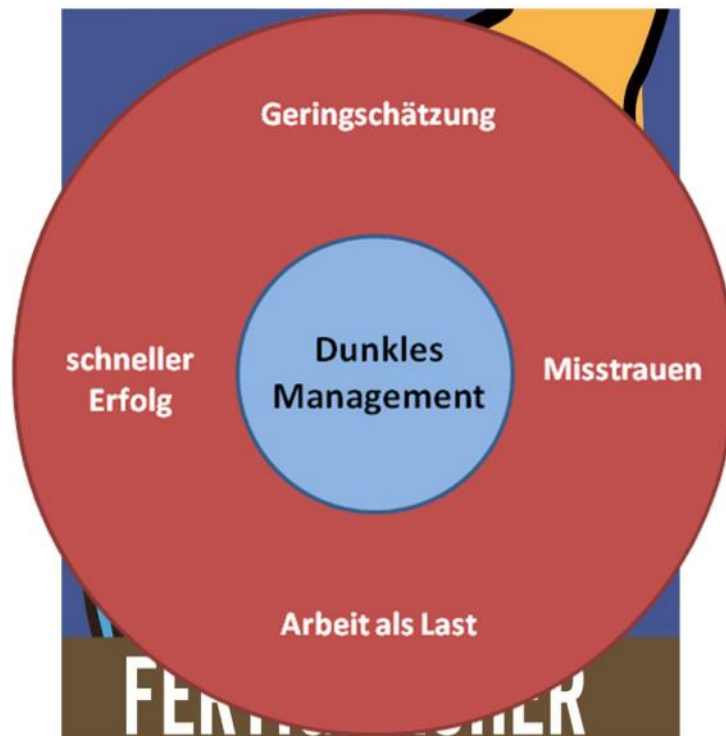 Geringschätzung
schneller
Erfolg
Dunkles
Management
Misstrauen
Arbeit als Last